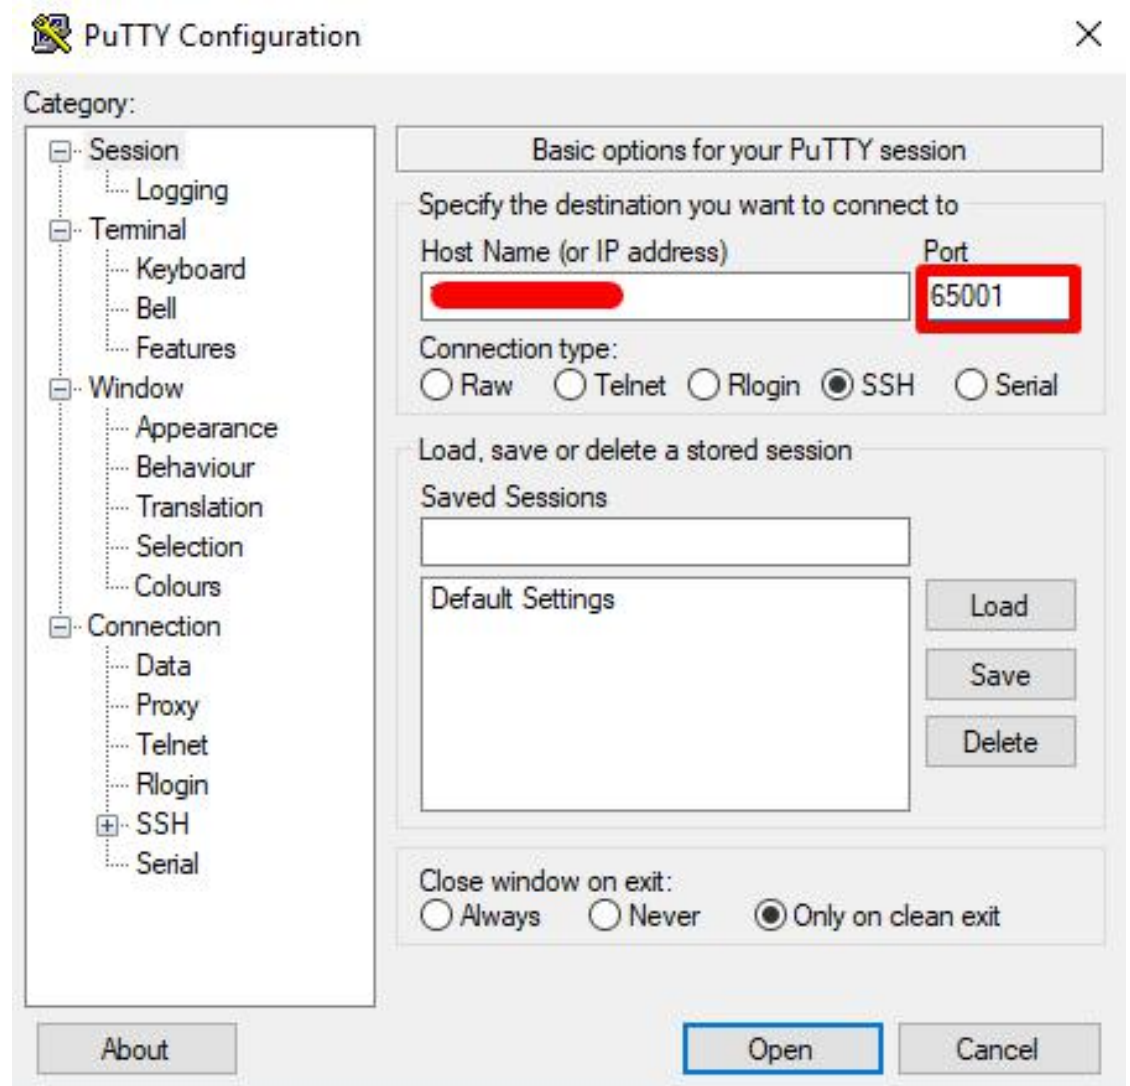 PuTTY Configuration
Category:
Session
Logging
Terminal
Keyboard
Bell
Features
Window
Appearance
Behaviour
Translation
Selection
Colours
Connection
Data
Proxy
Telnet
Rlogin
SSH
Serial
Basic options for your PuTTY session
Specify the destination you want to connect to
Host Name (or IP address) Port
65001
Connection type:
Raw Telnet Rlogin SSH Serial
Load, save or delete a stored session
Saved Sessions
Default Settings
Load
Save
Delete
Close window on exit:
Always Never Only on clean exit
About Open Cancel